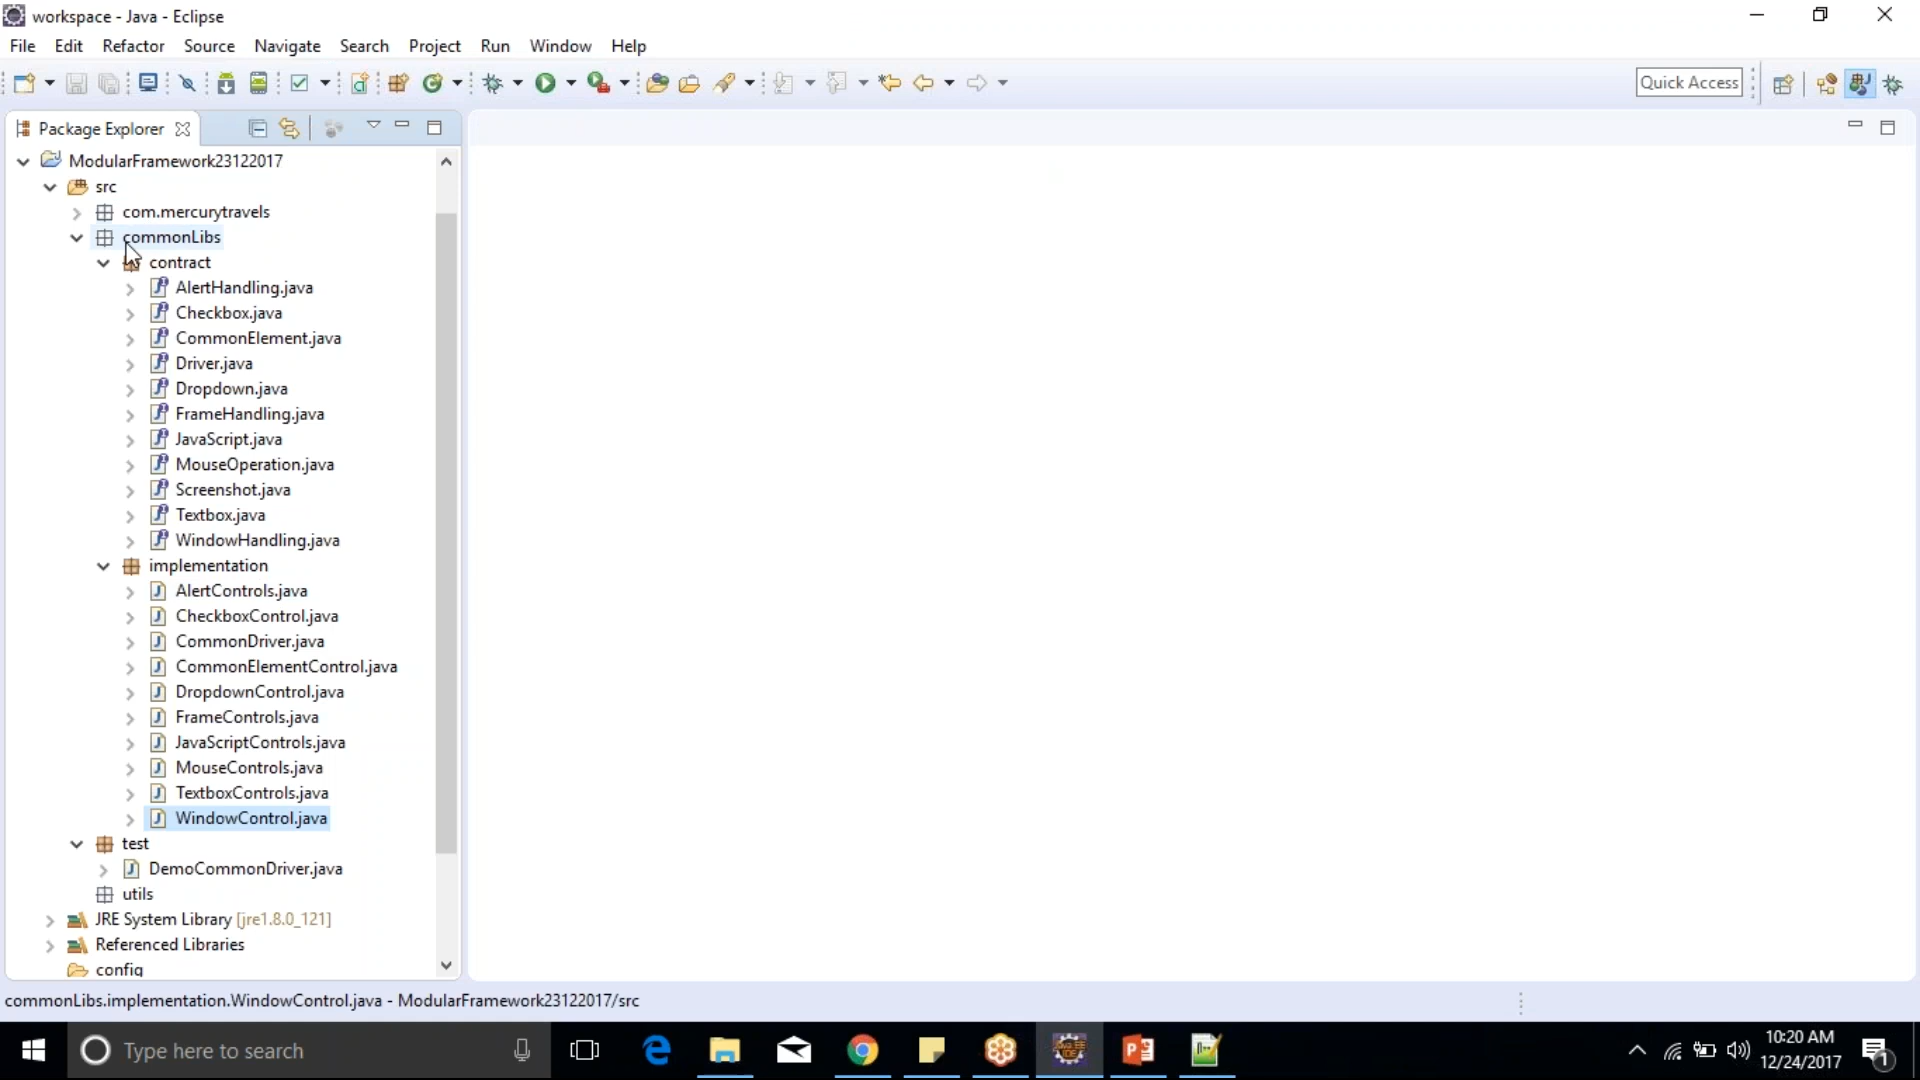 workspace - Java - Eclipse
File Edit Refactor Source Navigate Search Project Run Window Help
Quick Access
Package Explorer
ModularFramework23122017
src
com.mercurytravels
commonLibs
contract
AlertHandling.java
Checkbox.java
CommonElement.java
Driver.java
Dropdown.java
FrameHandling.java
JavaScript.java
MouseOperation.java
Screenshot.java
Textbox.java
WindowHandling.java
implementation
AlertControls.java
CheckboxControl.java
CommonDriver.java
CommonElementControl.java
DropdownControl.java
FrameControls.java
JavaScriptControls.java
MouseControls.java
TextboxControls.java
WindowControl.java
test
DemoCommonDriver.java
utils
JRE System Library [jre1.8.0_121]
Referenced Libraries
config
commonLibs.implementation.WindowControl.java - ModularFramework23122017/src
Type here to search
10:20 AM
12/24/2017
1